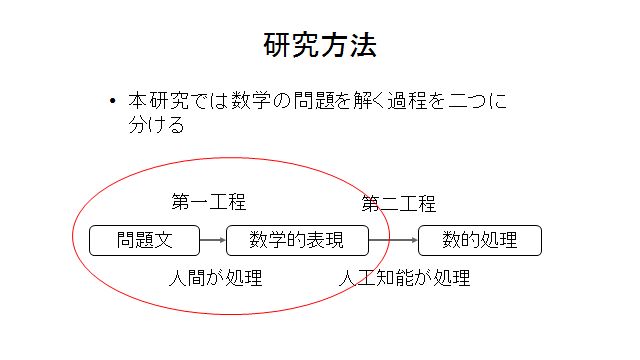 研究方法
• 本研究では数学の問題を解く過程を二つに
分ける
第一工程
第二工程
問題文
数学的表現
数的処理
人間が処理
人工知能が処理